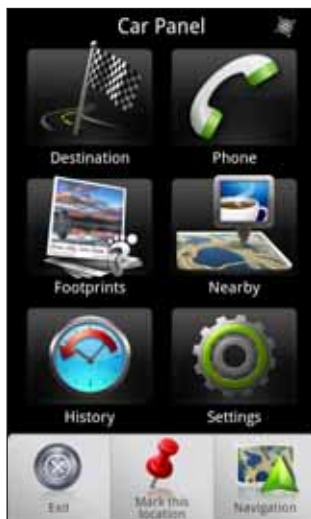 Car Panel
Destination
Phone
Footprints
Nearby
History
Settings
Exit
Mark this
location
Navigation